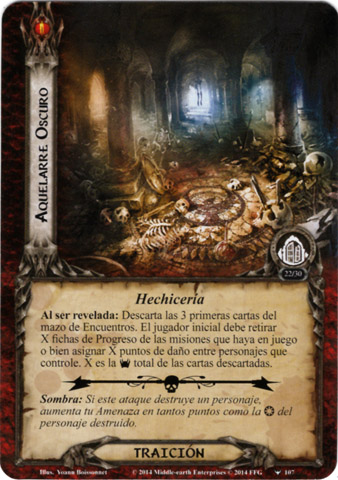 AQUELARRE OSCURO
22/30
Hechicería
Al ser revelada: Descarta las 3 primeras cartas del
mazo de Encuentros. El jugador inicial debe retirar
X fichas de Progreso de las misiones que haya en juego
o bien asignar X puntos de daño entre personajes que
controle. X es la total de las cartas descartadas.
Sombra: Si este ataque destruye un personaje,
aumenta tu Amenaza en tantos puntos como la del
personaje destruido.
TRAICIÓN
Illus. Yoann Boissonnet © 2014 Middle-earth Enterprises © 2014 FFG 107